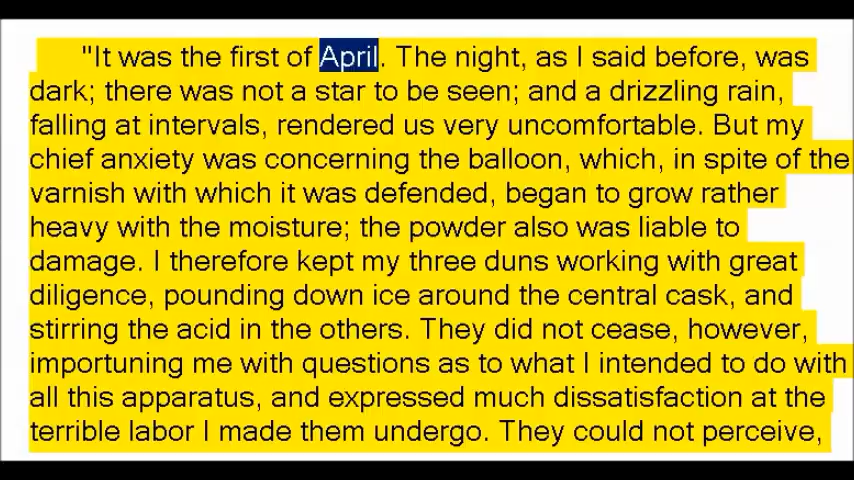 "It was the first of April. The night, as I said before, was
dark; there was not a star to be seen; and a drizzling rain,
falling at intervals, rendered us very uncomfortable. But my
chief anxiety was concerning the balloon, which, in spite of the
varnish with which it was defended, began to grow rather
heavy with the moisture; the powder also was liable to
damage. I therefore kept my three duns working with great
diligence, pounding down ice around the central cask, and
stirring the acid in the others. They did not cease, however,
importuning me with questions as to what I intended to do with
all this apparatus, and expressed much dissatisfaction at the
terrible labor I made them undergo. They could not perceive,